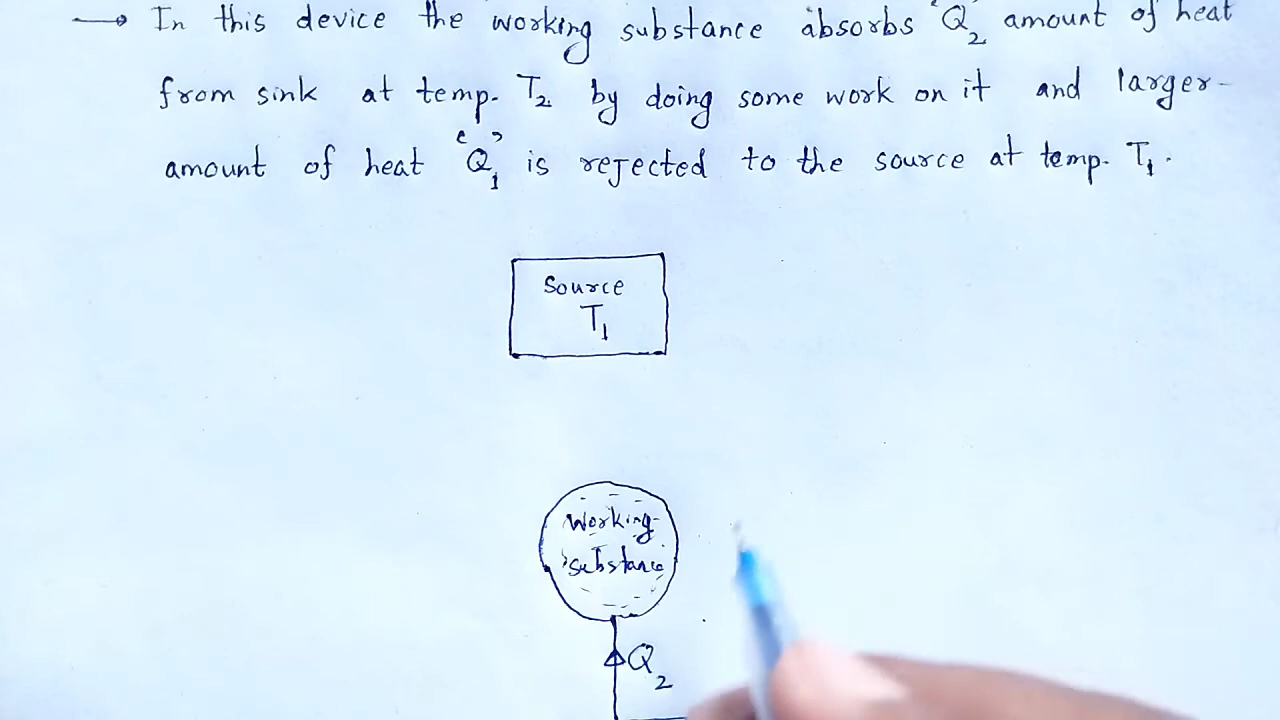 → In this device the working substance absorbs 'Q2' amount of heat
from sink at temp. T2 by doing some work on it and larger-
amount of heat 'Q1' is rejected to the source at temp. T1.
Source
T1
Working-
substance
Q2